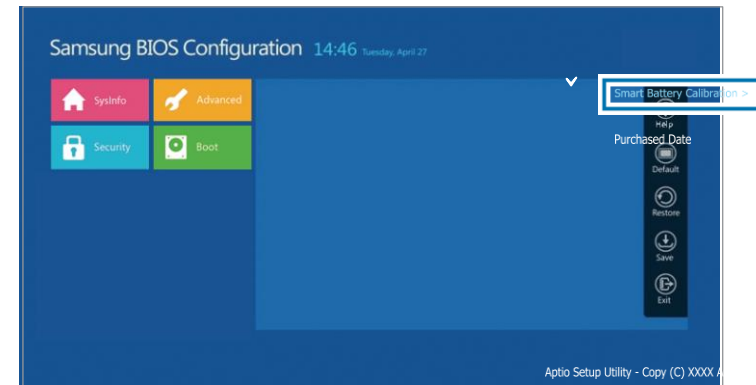 Samsung BIOS Configuration 14:46 Tuesday, April 27
SysInfo
Advanced
Security
Boot
Smart Battery Calibration >
Help
Purchased Date
Default
Restore
Save
Exit
Aptio Setup Utility - Copy (C) XXXX A